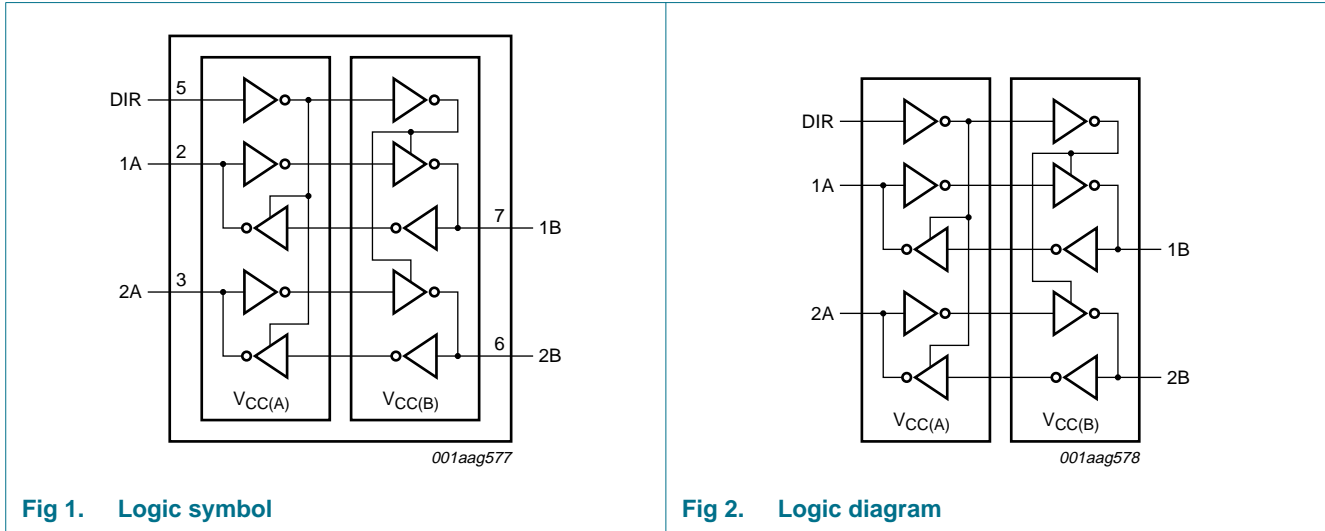 DIR 5
1A 2
7 1B
2A 3
6 2B
VCC(A) VCC(B)
001aag577
Fig 1. Logic symbol
DIR
1A
1B
2A
2B
VCC(A) VCC(B)
001aag578
Fig 2. Logic diagram